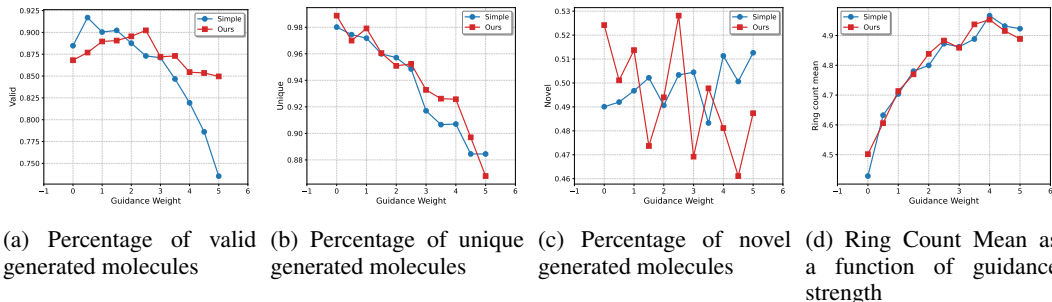 0.925
0.900
0.875
0.850
0.825
0.800
0.775
0.750
Valid
−1 0 1 2 3 4 5 6
Guidance Weight
Simple
Ours
0.98
0.96
0.94
0.92
0.90
0.88
Unique
−1 0 1 2 3 4 5 6
Guidance Weight
Simple
Ours
0.53
0.52
0.51
0.50
0.49
0.48
0.47
0.46
Novel
−1 0 1 2 3 4 5 6
Guidance Weight
Simple
Ours
4.9
4.8
4.7
4.6
4.5
Ring count mean
−1 0 1 2 3 4 5 6
Guidance Weight
Simple
Ours
(a) Percentage of valid
generated molecules
(b) Percentage of unique
generated molecules
(c) Percentage of novel
generated molecules
(d) Ring Count Mean as
a function of guidance
strength